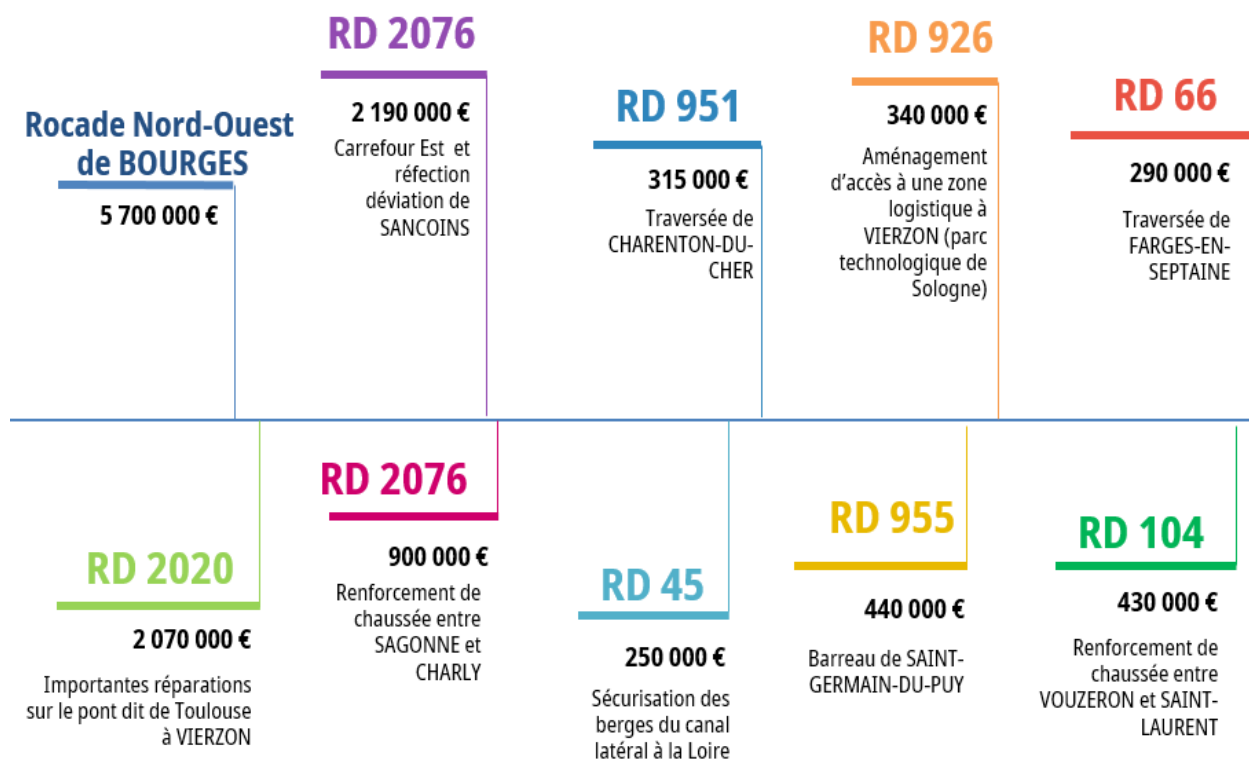 Rocade Nord-Ouest
de BOURGES
5 700 000 €
RD 2076
2 190 000 €
Carrefour Est et
réfection
déviation de
SANCOINS
RD 951
315 000 €
Traversée de
CHARENTON-DU-
CHER
RD 926
340 000 €
Aménagement
d’accès à une zone
logistique à
VIERZON (parc
technologique de
Sologne)
RD 66
290 000 €
Traversée de
FARGES-EN-
SEPTAINE
RD 2020
2 070 000 €
Importantes réparations
sur le pont dit de Toulouse
à VIERZON
RD 2076
900 000 €
Renforcement de
chaussée entre
SAGONNE et
CHARLY
RD 45
250 000 €
Sécurisation des
berges du canal
latéral à la Loire
RD 955
440 000 €
Barreau de SAINT-
GERMAIN-DU-PUY
RD 104
430 000 €
Renforcement de
chaussée entre
VOUZERON et SAINT-
LAURENT